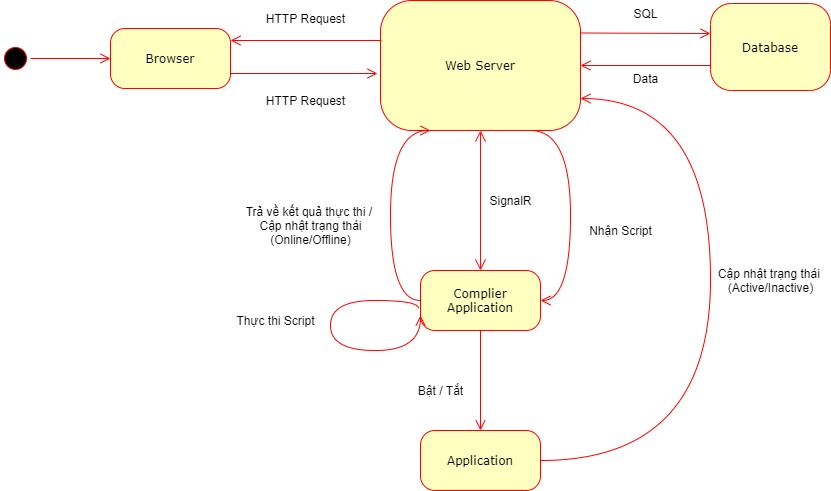 HTTP Request
SQL
Browser
Web Server
Database
HTTP Request
Data
SignalR
Trả về kết quả thực thi /
Cập nhật trạng thái
(Online/Offline)
Nhận Script
Cập nhật trạng thái
(Active/Inactive)
Complier
Application
Thực thi Script
Bật / Tắt
Application